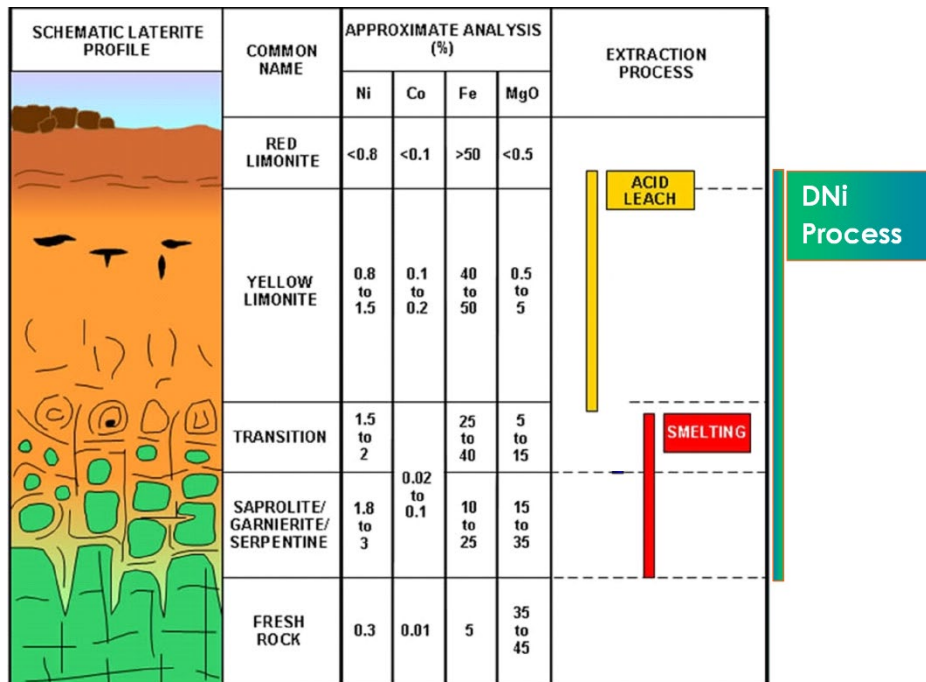 SCHEMATIC LATERITE
PROFILE
COMMON
NAME
APPROXIMATE ANALYSIS
(%)
EXTRACTION
PROCESS
Ni
Co
Fe
MgO
RED
LIMONITE
<0.8
<0.1
>50
<0.5
ACID
LEACH
DNi
Process
YELLOW
LIMONITE
0.8
to
1.5
0.1
to
0.2
40
to
50
0.5
to
5
TRANSITION
1.5
to
2
25
to
40
5
to
15
SMELTING
0.02
to
0.1
SAPROLITE/
GARNIERITE/
SERPENTINE
1.8
to
3
10
to
25
15
to
35
FRESH
ROCK
0.3
0.01
5
35
to
45